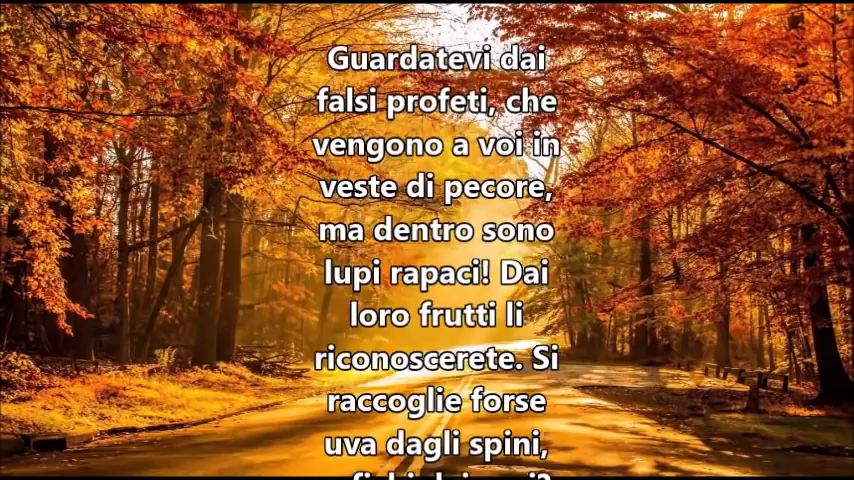 Guardatevi dai
falsi profeti, che
vengono a voi in
veste di pecore,
ma dentro sono
lupi rapaci! Dai
loro frutti li
riconoscerete. Si
raccoglie forse
uva dagli spini,